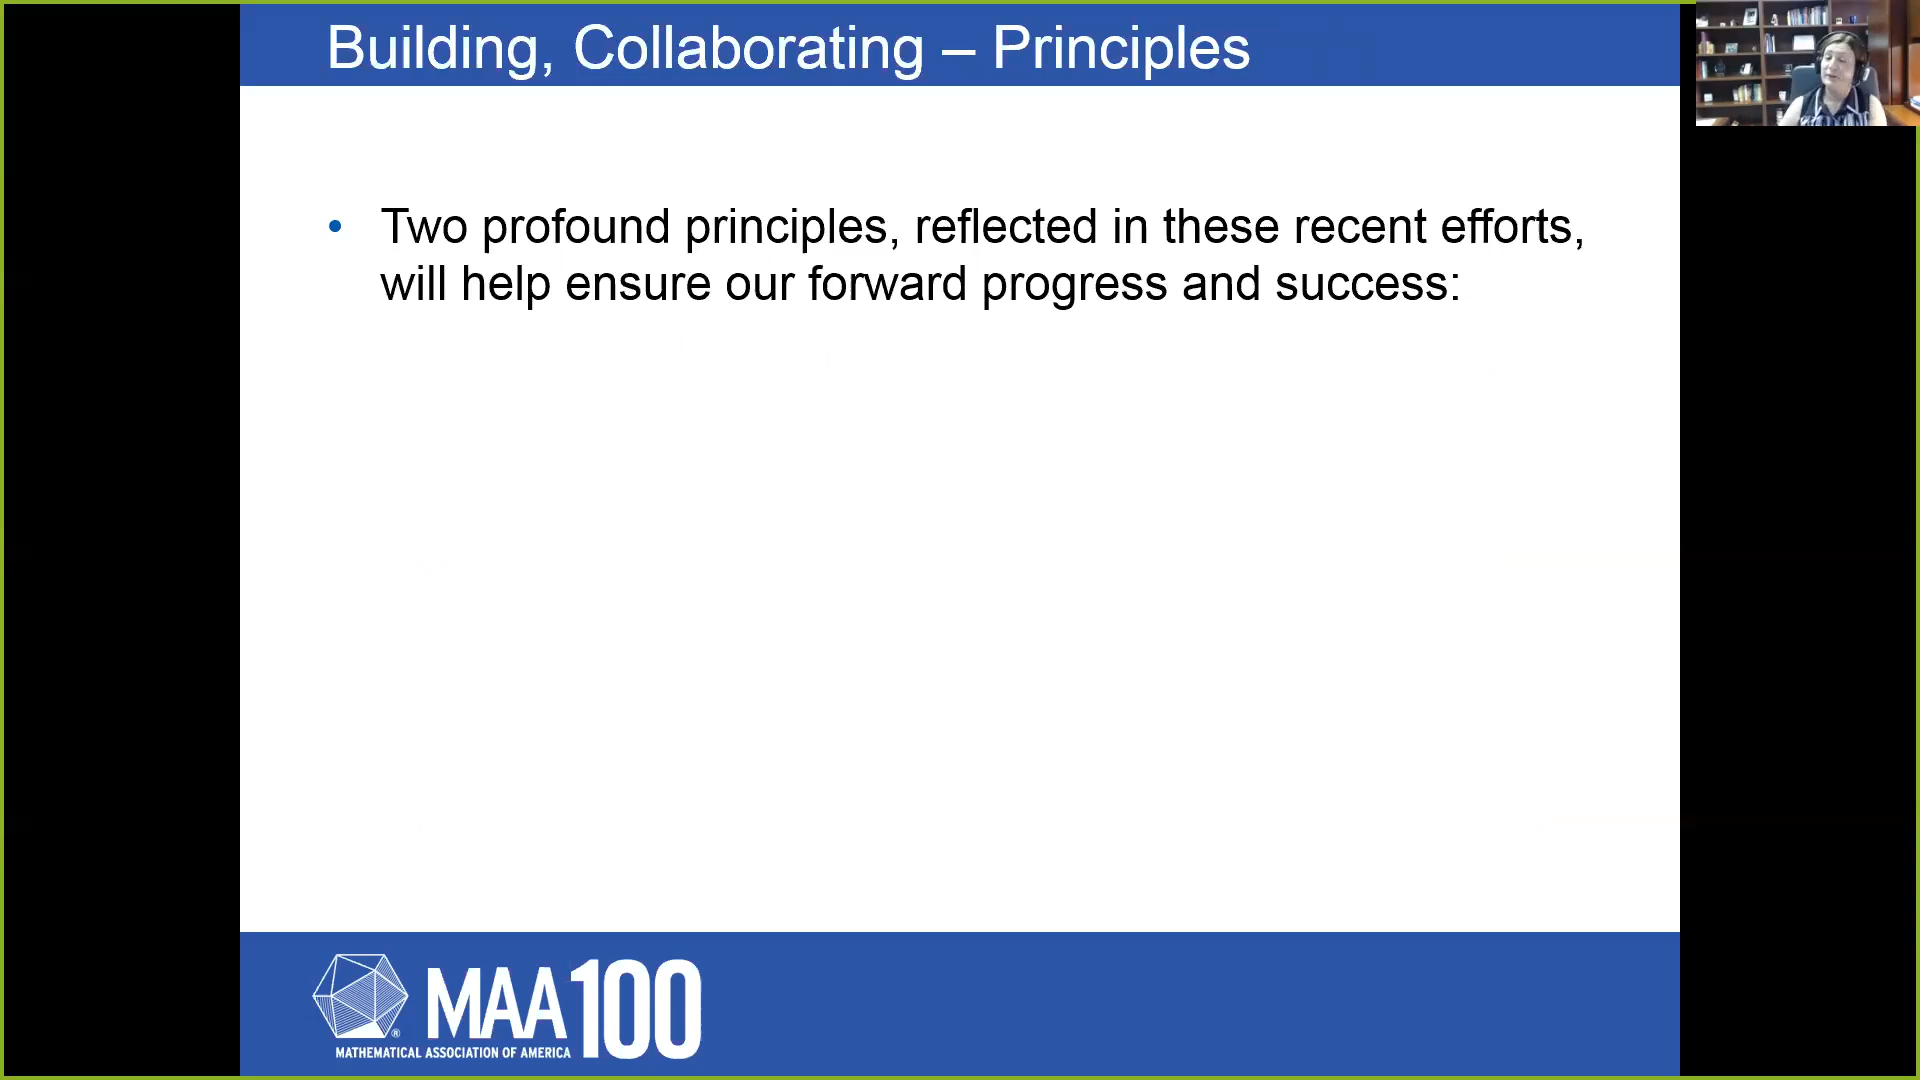 Building, Collaborating – Principles
• Two profound principles, reflected in these recent efforts,
will help ensure our forward progress and success:
MAA100
®
MATHEMATICAL ASSOCIATION OF AMERICA